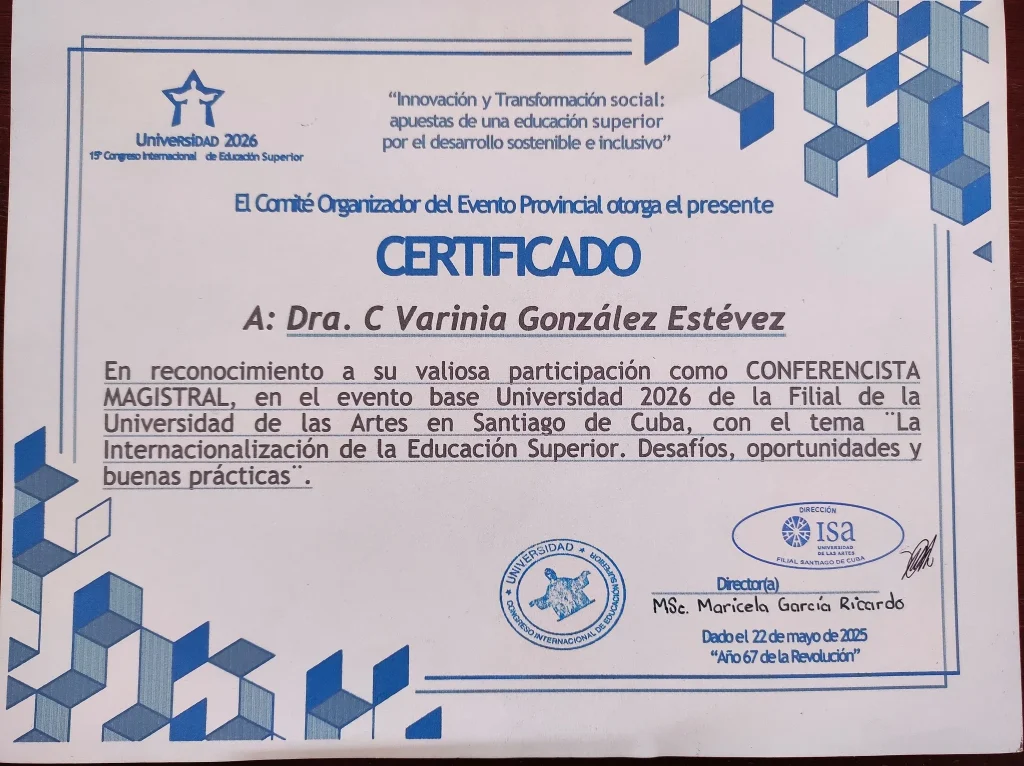 UNIVERSIDAD 2026
15º Congreso Internacional de Educación Superior
“Innovación y Transformación social:
apuestas de una educación superior
por el desarrollo sostenible e inclusivo”
El Comité Organizador del Evento Provincial otorga el presente
CERTIFICADO
A: Dra. C Varinia González Estévez
En reconocimiento a su valiosa participación como CONFERENCISTA
MAGISTRAL, en el evento base Universidad 2026 de la Filial de la
Universidad de las Artes en Santiago de Cuba, con el tema ¨La
Internacionalización de la Educación Superior. Desafíos, oportunidades y
buenas prácticas¨.
DIRECCIÓN
ISA
UNIVERSIDAD
DE LAS ARTES
FILIAL SANTIAGO DE CUBA
UNIVERSIDAD
CONGRESO INTERNACIONAL DE EDUCACIÓN SUPERIOR
Director(a)
MSc. Maricela García Ricardo
Dado el 22 de mayo de 2025
“Año 67 de la Revolución”